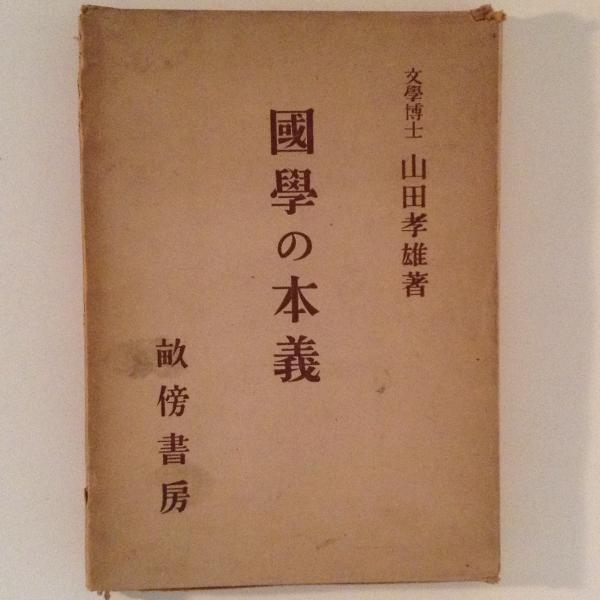 文學博士 山田孝雄著
國學の本義
畝傍書房